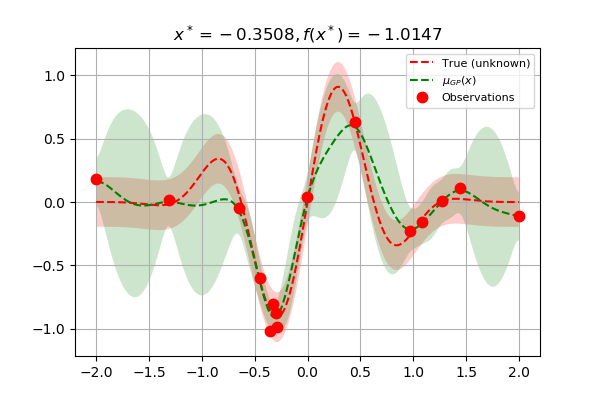 x* = −0.3508, f(x*) = −1.0147
True (unknown)
μGP(x)
Observations
1.0
0.5
0.0
−0.5
−1.0
−2.0 −1.5 −1.0 −0.5 0.0 0.5 1.0 1.5 2.0